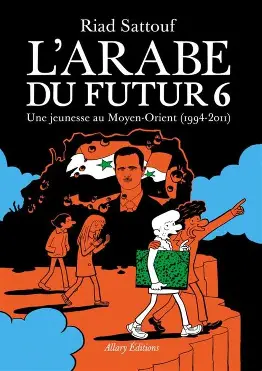 Riad Sattouf
L'ARABE
DU FUTUR 6
Une jeunesse au Moyen-Orient (1994-2011)
Allary Éditions